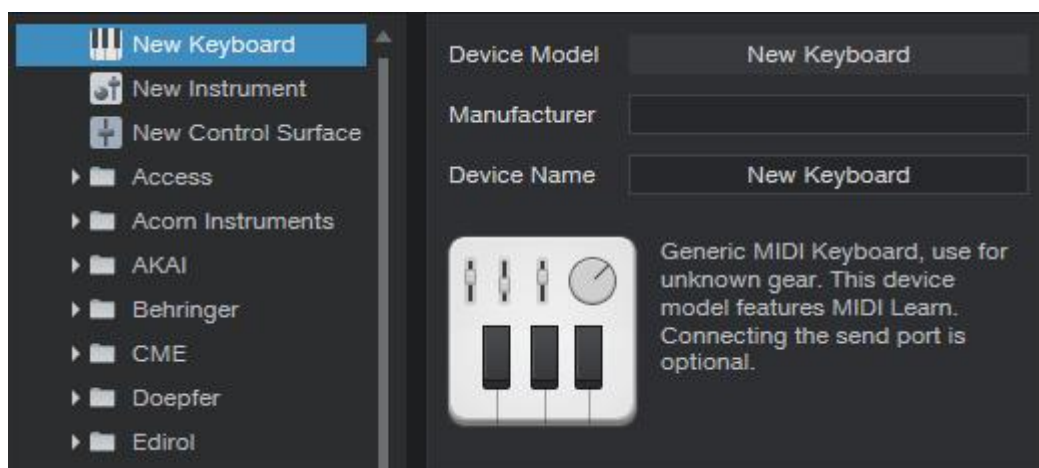 New Keyboard
New Instrument
New Control Surface
Access
Acorn Instruments
AKAI
Behringer
CME
Doepfer
Edirol
Device Model New Keyboard
Manufacturer
Device Name New Keyboard
Generic MIDI Keyboard, use for
unknown gear. This device
model features MIDI Learn.
Connecting the send port is
optional.